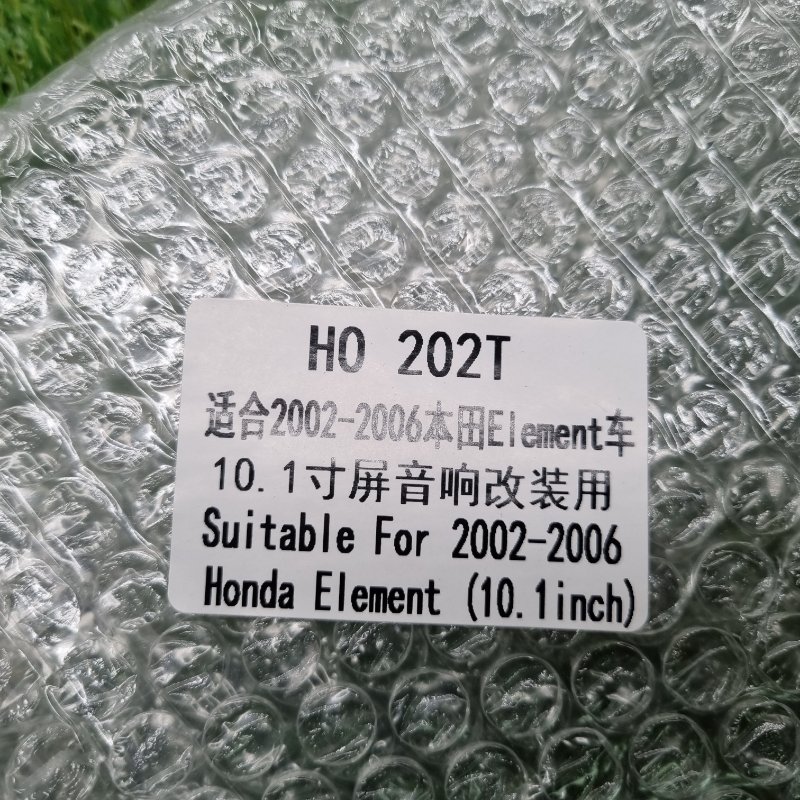 HO 202T
适合2002-2006本田Element车
10.1寸屏音响改装用
Suitable For 2002-2006
Honda Element (10.1inch)